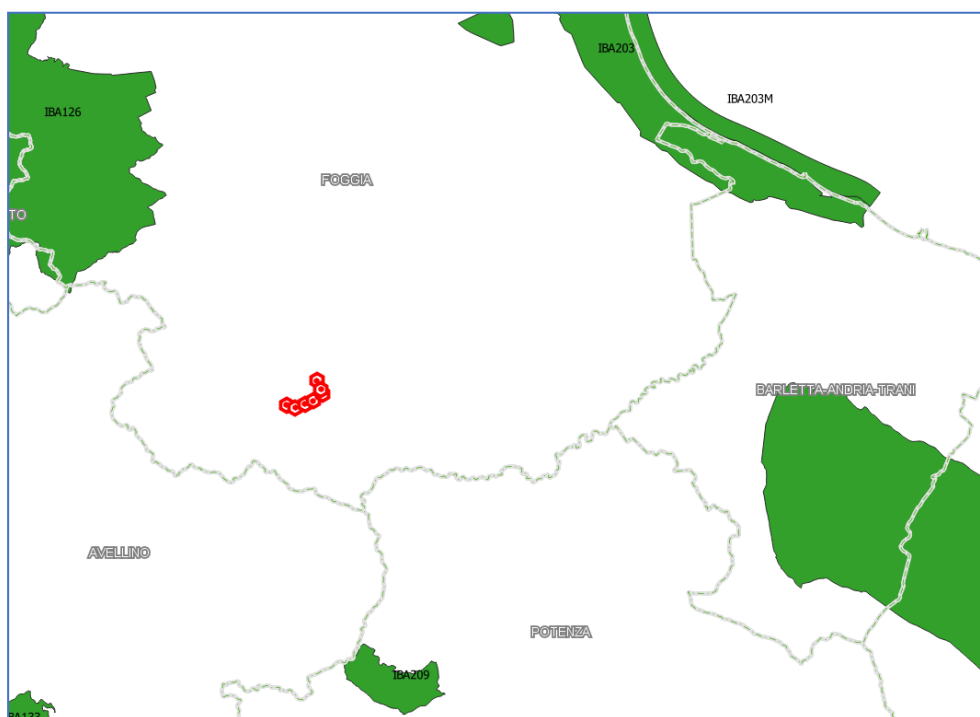 IBA203
IBA203M
IBA126
FOGGIA
TO
BARLETTA-ANDRIA-TRANI
AVELLINO
POTENZA
IBA209